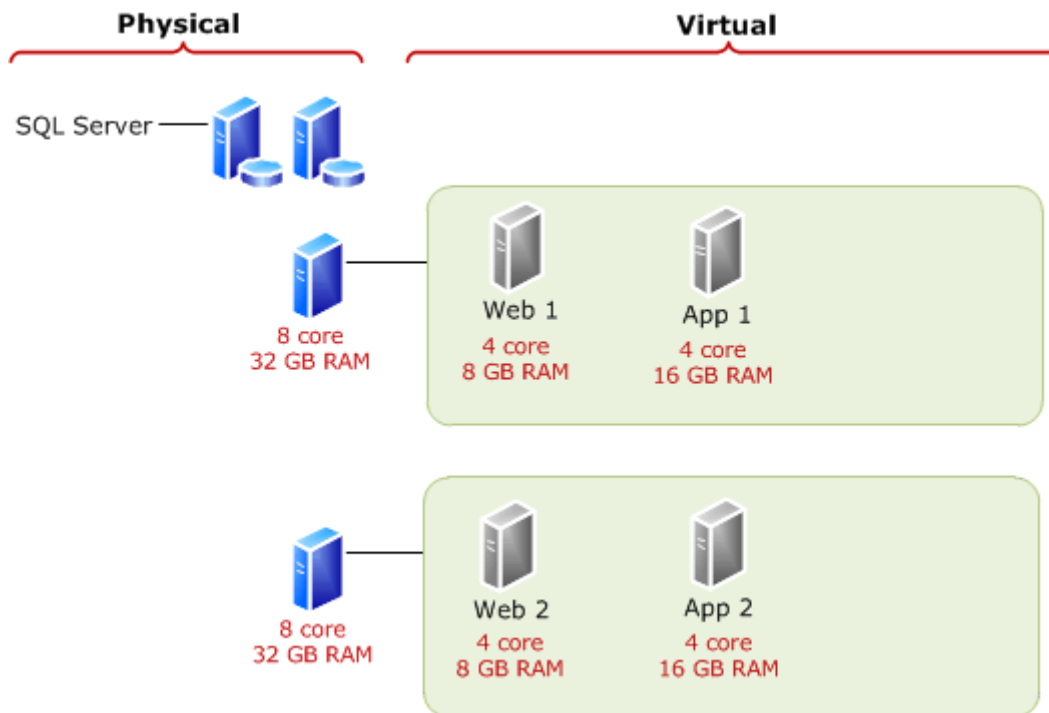 Physical
Virtual
SQL Server
Web 1
App 1
8 core
32 GB RAM
4 core
8 GB RAM
4 core
16 GB RAM
Web 2
App 2
8 core
32 GB RAM
4 core
8 GB RAM
4 core
16 GB RAM